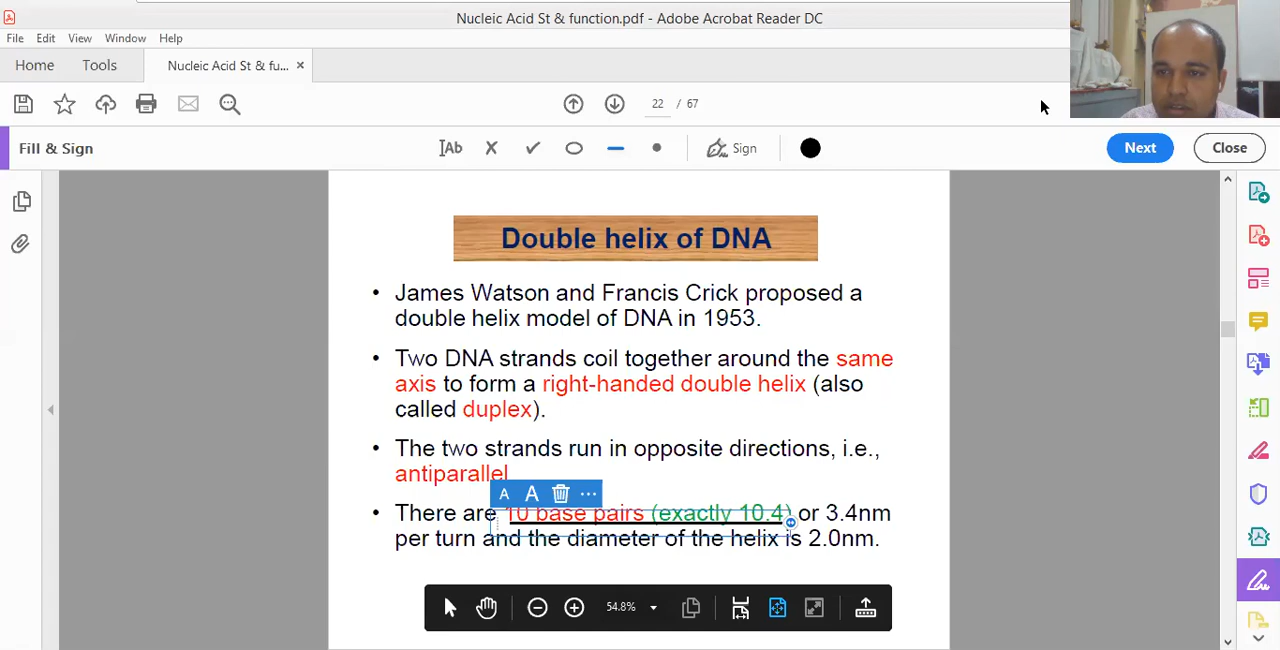 Nucleic Acid St & function.pdf - Adobe Acrobat Reader DC
File Edit View Window Help
Home Tools Nucleic Acid St & fu... ×
22 / 67
Fill & Sign
Ab Sign Next Close
Double helix of DNA
• James Watson and Francis Crick proposed a
double helix model of DNA in 1953.
• Two DNA strands coil together around the same
axis to form a right-handed double helix (also
called duplex).
• The two strands run in opposite directions, i.e.,
antiparallel
A A ...
• There are 10 base pairs (exactly 10.4) or 3.4nm
per turn and the diameter of the helix is 2.0nm.
54.8%